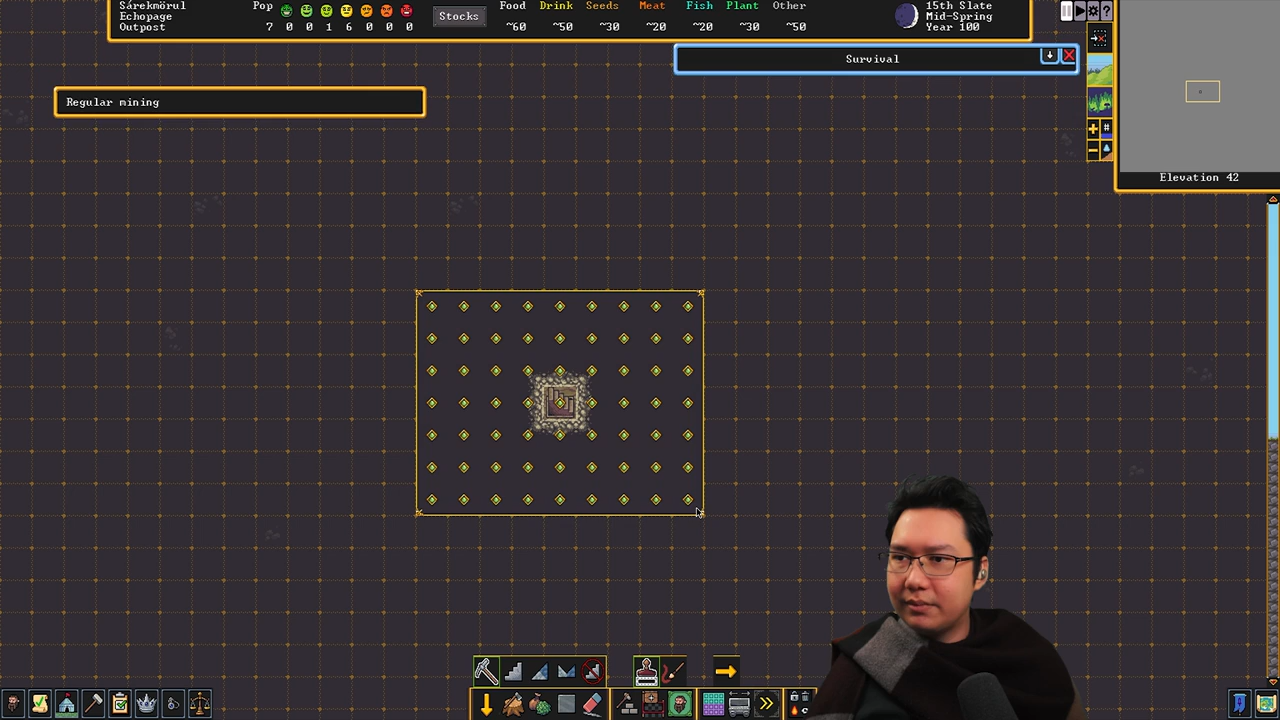 Sárekmörul
Echopage
Outpost
Pop
7 0 0 1 6 0 0 0
Stocks
Food Drink Seeds Meat Fish Plant Other
~60 ~50 ~30 ~20 ~20 ~30 ~50
15th Slate
Mid-Spring
Year 100
Survival
Regular mining
Elevation 42